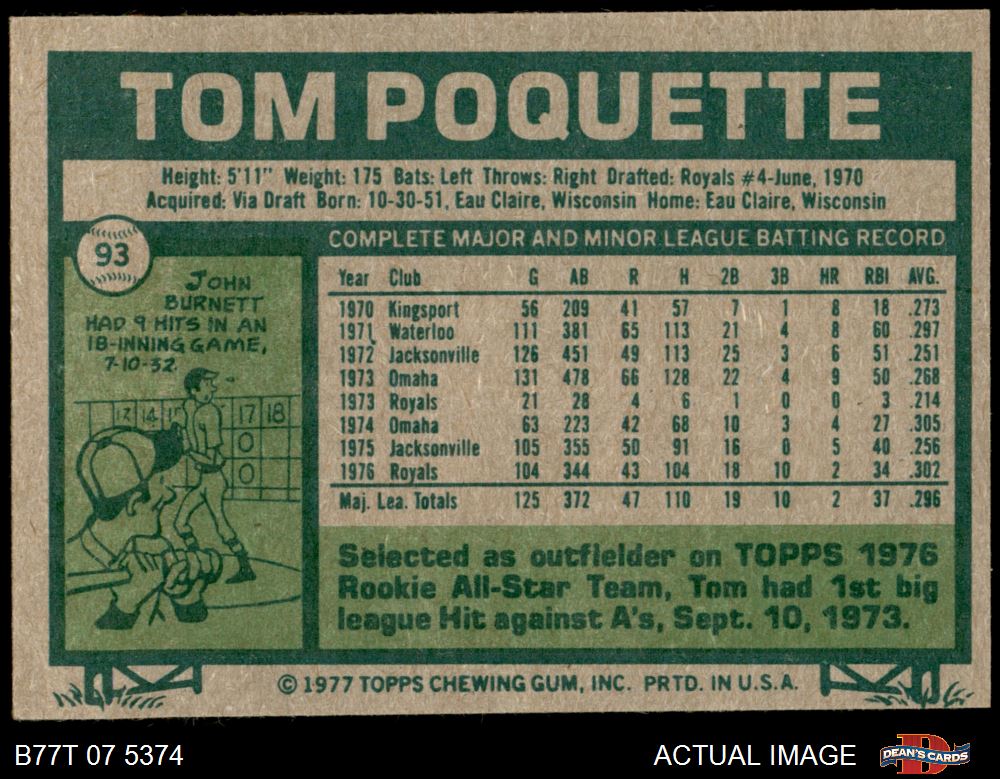 TOM POQUETTE
Height: 5'11" Weight: 175 Bats: Left Throws: Right Drafted: Royals #4-June, 1970
Acquired: Via Draft Born: 10-30-51, Eau Claire, Wisconsin Home: Eau Claire, Wisconsin
93
JOHN
BURNETT
HAD 9 HITS IN AN
18-INNING GAME,
7-10-32.
13 14 15 17 18
0
0
COMPLETE MAJOR AND MINOR LEAGUE BATTING RECORD
Year Club G AB R H 2B 3B HR RBI AVG.
1970 Kingsport 56 209 41 57 7 1 8 18 .273
1971 Waterloo 111 381 65 113 21 4 8 60 .297
1972 Jacksonville 126 451 49 113 25 3 6 51 .251
1973 Omaha 131 478 66 128 22 4 9 50 .268
1973 Royals 21 28 4 6 1 0 0 3 .214
1974 Omaha 63 223 42 68 10 3 4 27 .305
1975 Jacksonville 105 355 50 91 16 0 5 40 .256
1976 Royals 104 344 43 104 18 10 2 34 .302
Maj. Lea. Totals 125 372 47 110 19 10 2 37 .296
Selected as outfielder on TOPPS 1976
Rookie All-Star Team, Tom had 1st big
league Hit against A's, Sept. 10, 1973.
© 1977 TOPPS CHEWING GUM, INC. PRTD. IN U.S.A.
B77T 07 5374 ACTUAL IMAGE DEAN'S CARDS